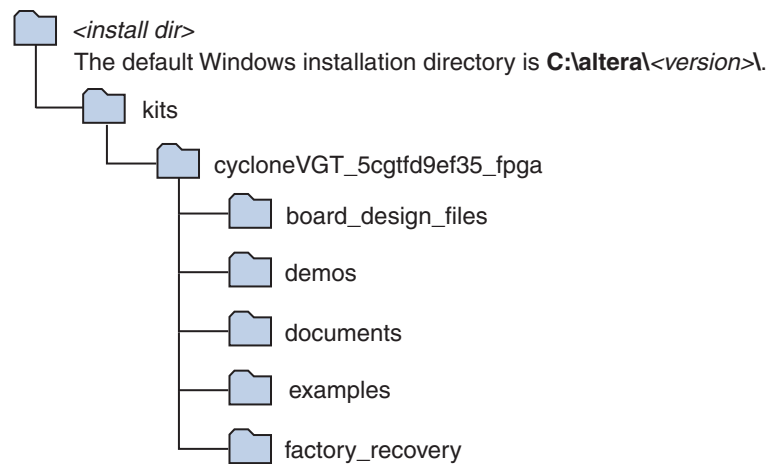 <install dir>
The default Windows installation directory is C:\altera\<version>\.
kits
cycloneVGT_5cgtfd9ef35_fpga
board_design_files
demos
documents
examples
factory_recovery